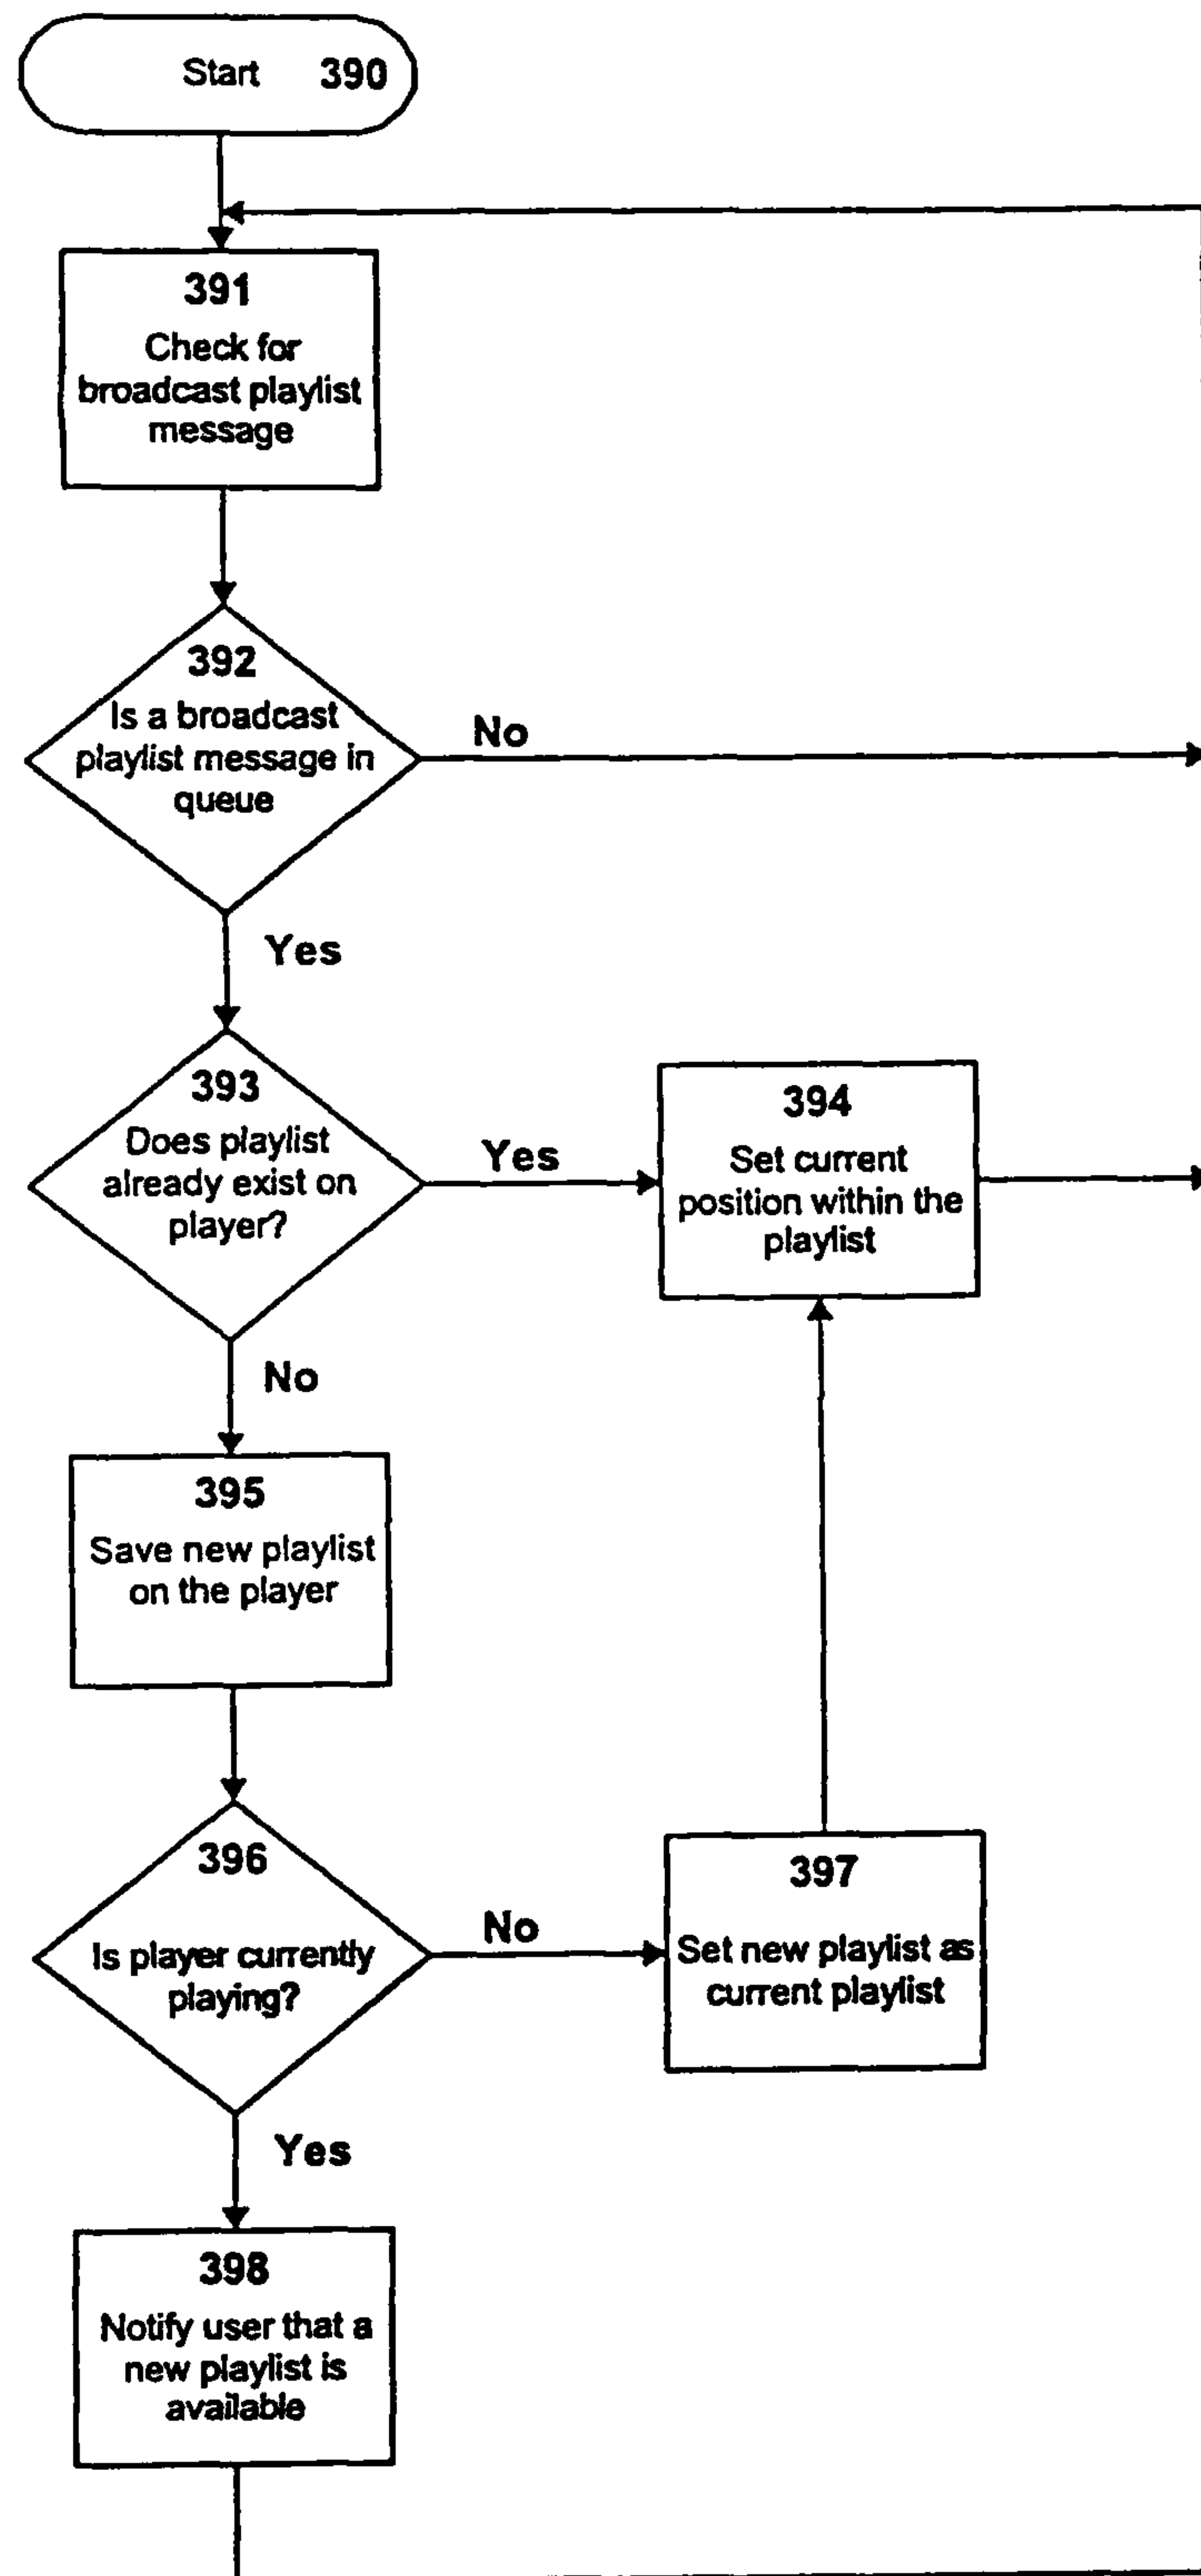 Start 390
391
Check for
broadcast playlist
message
392
Is a broadcast
playlist message in
queue
No
Yes
393
Does playlist
already exist on
player?
Yes
394
Set current
position within the
playlist
No
395
Save new playlist
on the player
396
Is player currently
playing?
No
397
Set new playlist as
current playlist
Yes
398
Notify user that a
new playlist is
available